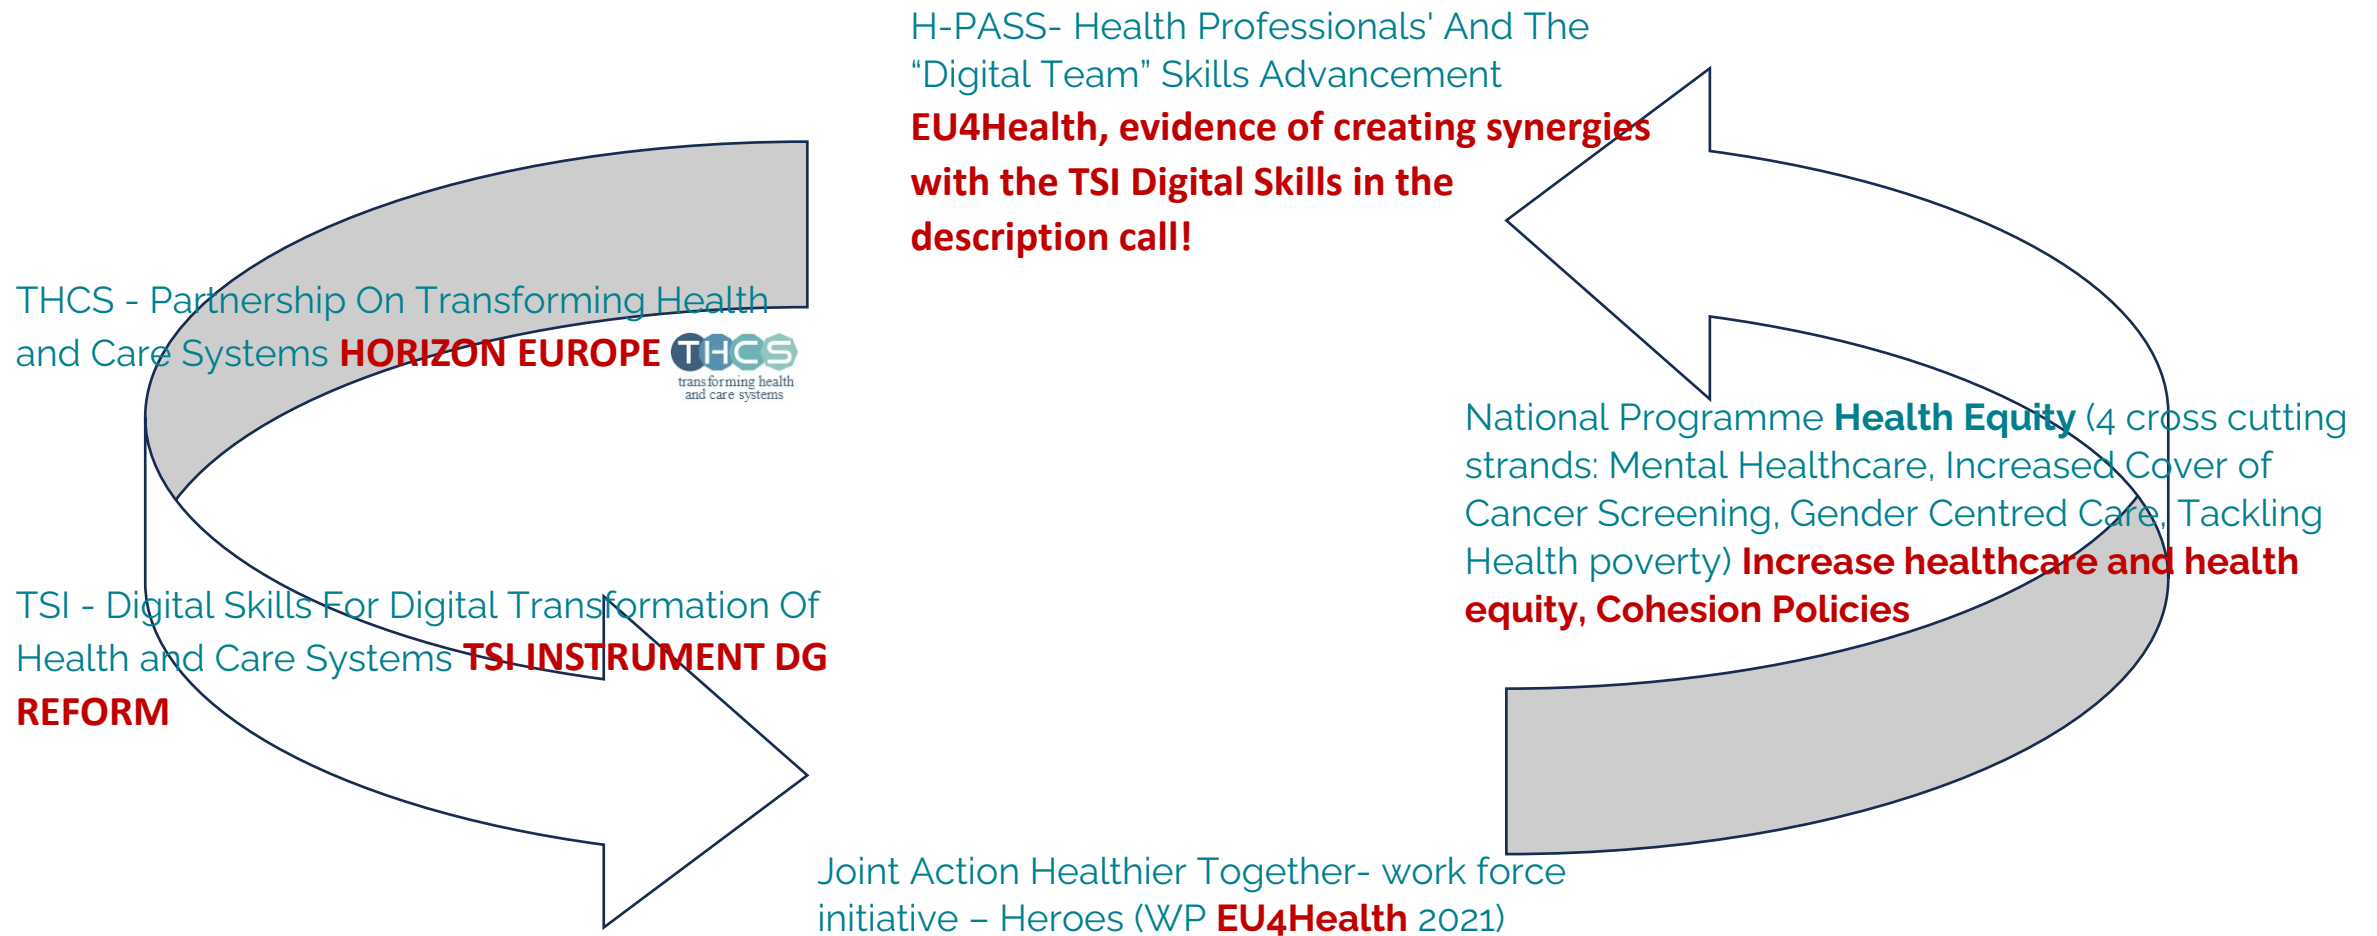 H-PASS- Health Professionals' And The
“Digital Team” Skills Advancement
EU4Health, evidence of creating synergies
with the TSI Digital Skills in the
description call!
THCS - Partnership On Transforming Health
and Care Systems HORIZON EUROPE
THCS
transforming health
and care systems
National Programme Health Equity (4 cross cutting
strands: Mental Healthcare, Increased Cover of
Cancer Screening, Gender Centred Care, Tackling
Health poverty) Increase healthcare and health
equity, Cohesion Policies
TSI - Digital Skills For Digital Transformation Of
Health and Care Systems TSI INSTRUMENT DG
REFORM
Joint Action Healthier Together- work force
initiative – Heroes (WP EU4Health 2021)